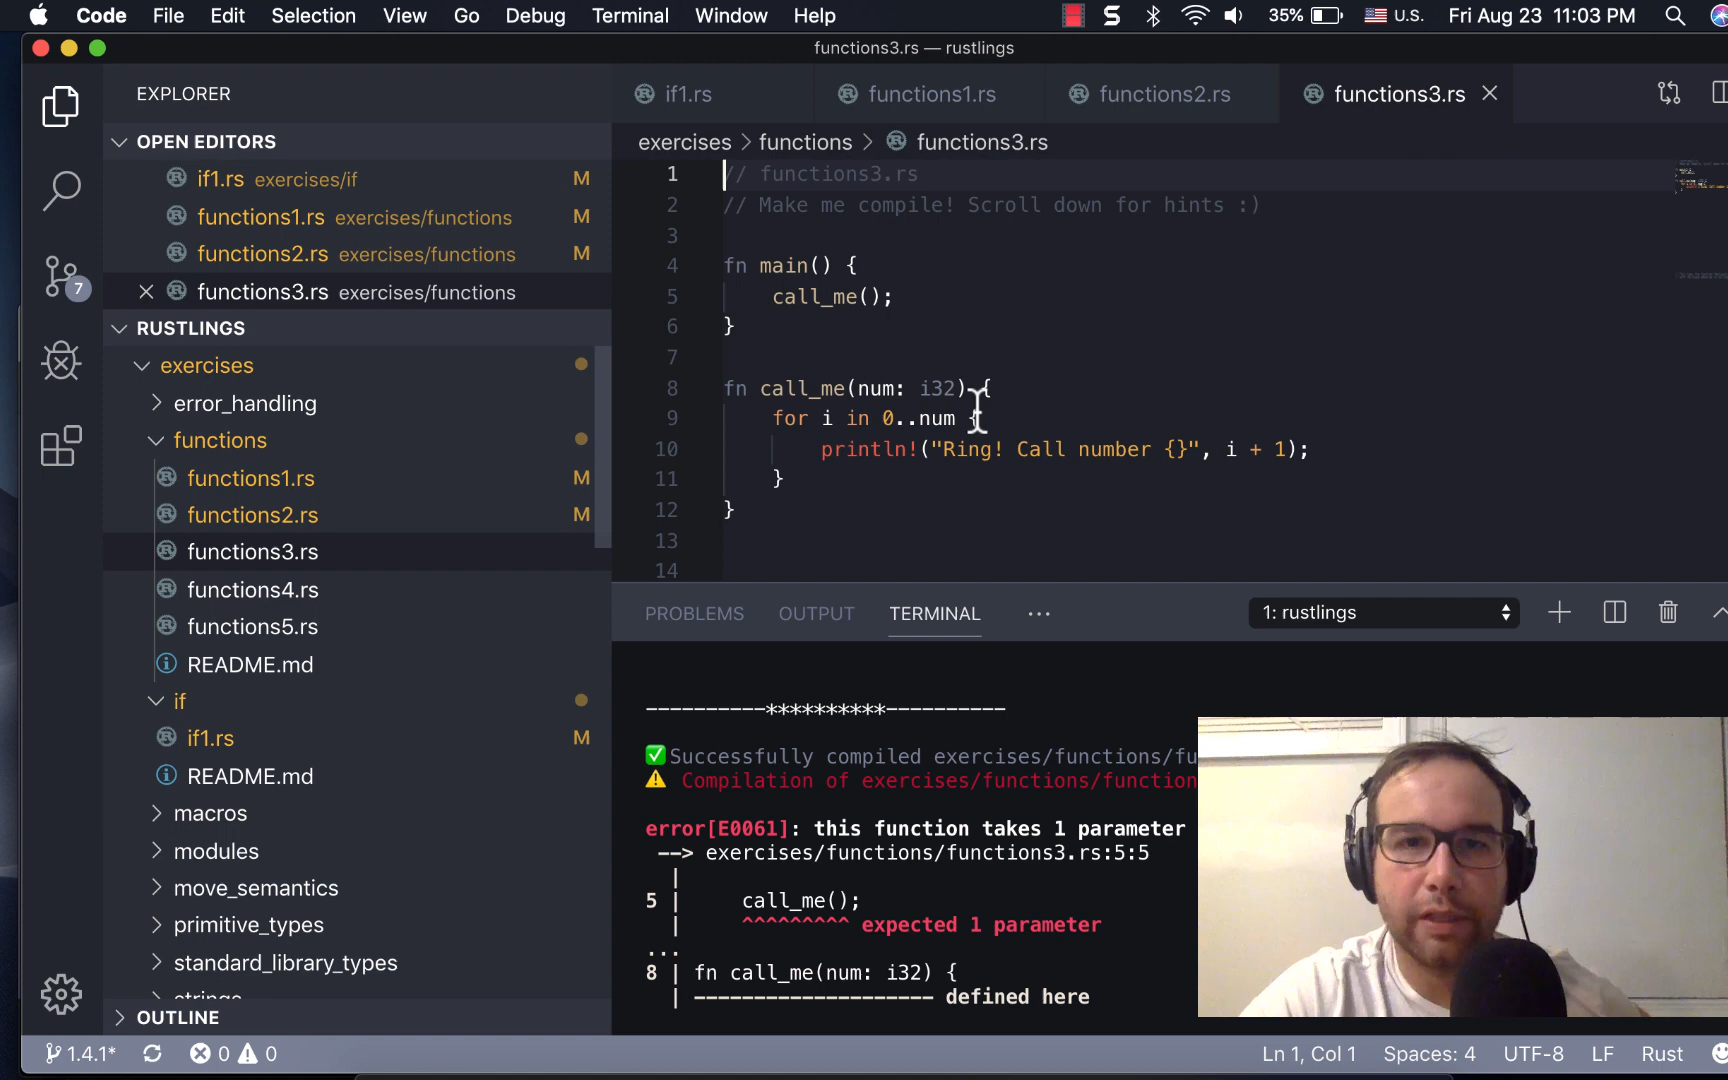 Code File Edit Selection View Go Debug Terminal Window Help 35% U.S. Fri Aug 23 11:03 PM
functions3.rs — rustlings
EXPLORER
OPEN EDITORS
if1.rs exercises/if M
functions1.rs exercises/functions M
functions2.rs exercises/functions M
functions3.rs exercises/functions
7
RUSTLINGS
exercises
error_handling
functions
functions1.rs M
functions2.rs M
functions3.rs
functions4.rs
functions5.rs
README.md
if
if1.rs M
README.md
macros
modules
move_semantics
primitive_types
standard_library_types
strings
OUTLINE
if1.rs functions1.rs functions2.rs functions3.rs
exercises > functions > functions3.rs
1 // functions3.rs
2 // Make me compile! Scroll down for hints :)
3
4 fn main() {
5 call_me();
6 }
7
8 fn call_me(num: i32) {
9 for i in 0..num {
10 println!("Ring! Call number {}", i + 1);
11 }
12 }
13
14
PROBLEMS OUTPUT TERMINAL ··· 1: rustlings
----------**********----------
✅Successfully compiled exercises/functions/fu
⚠️ Compilation of exercises/functions/function
error[E0061]: this function takes 1 parameter
--> exercises/functions/functions3.rs:5:5
|
5 | call_me();
| ^^^^^^^^^ expected 1 parameter
...
8 | fn call_me(num: i32) {
| -------------------- defined here
1.4.1* 0 0 Ln 1, Col 1 Spaces: 4 UTF-8 LF Rust